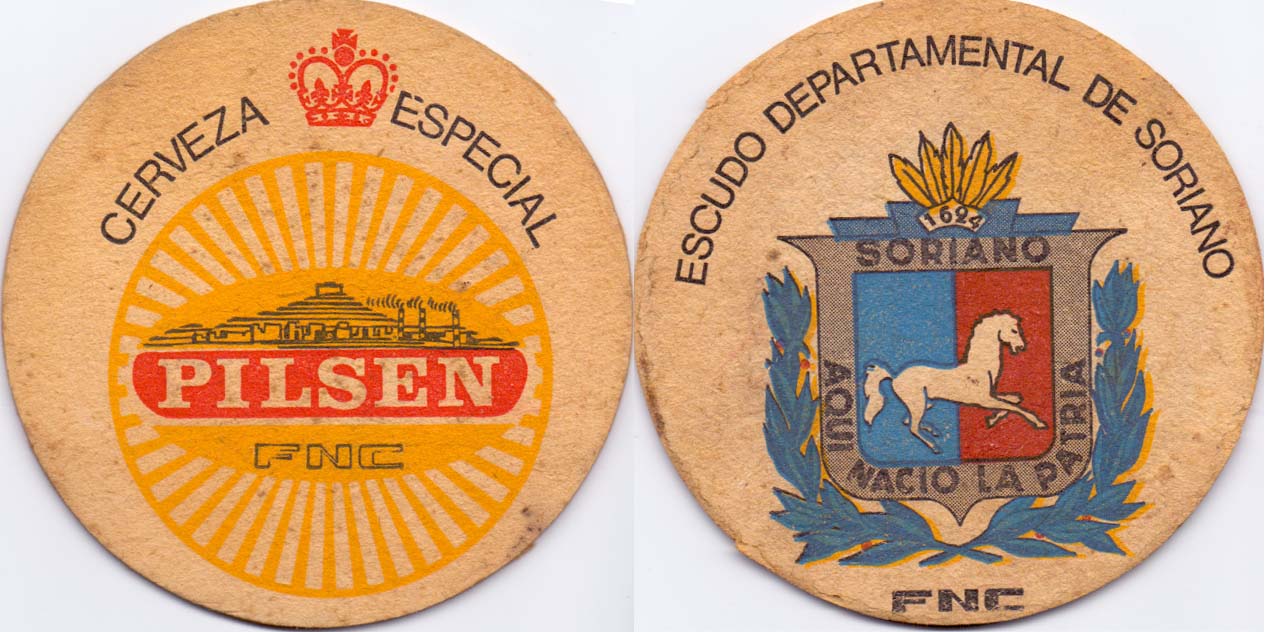 CERVEZA ESPECIAL
PILSEN
FNC
ESCUDO DEPARTAMENTAL DE SORIANO
1624
SORIANO
AQUI NACIO LA PATRIA
FNC